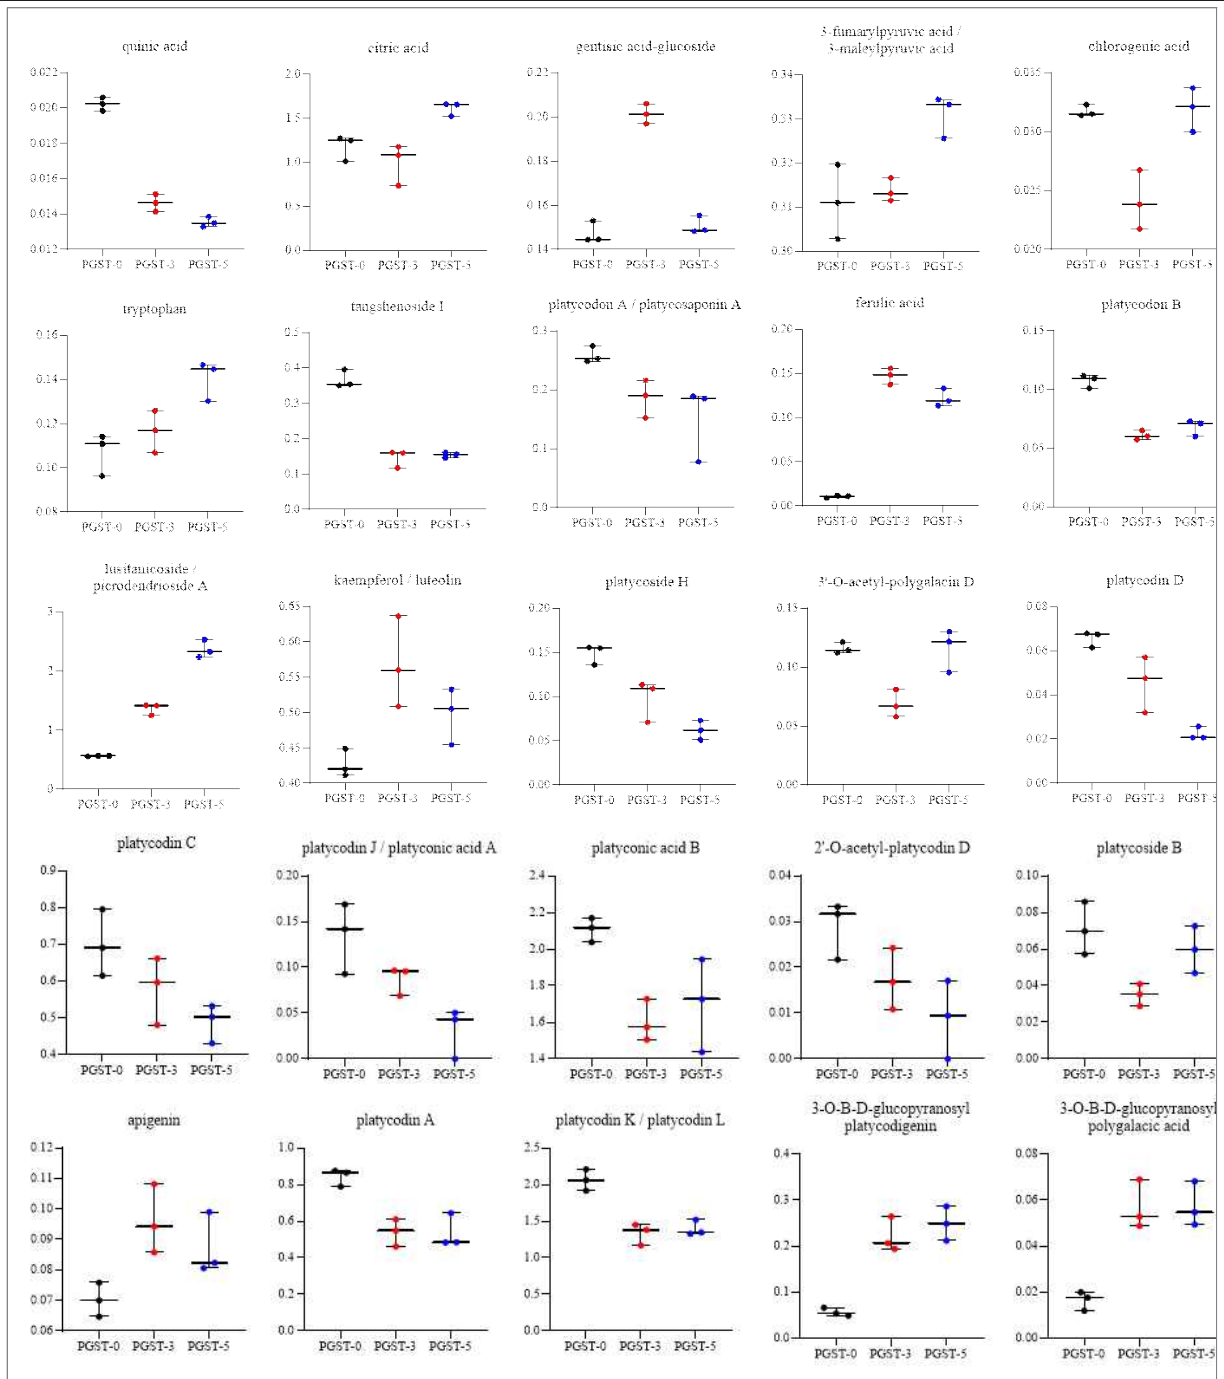 quinic acid
0.022
0.020
0.018
0.016
0.014
0.012
PGST-0 PGST-3 PGST-5
citric acid
2.0
1.5
1.0
0.5
0.0
PGST-0 PGST-3 PGST-5
gentisic acid-glucoside
0.22
0.20
0.18
0.16
0.14
PGST-0 PGST-3 PGST-5
3-fumarylpyruvic acid /
3-maleylpyruvic acid
0.34
0.33
0.32
0.31
0.30
PGST-0 PGST-3 PGST-5
chlorogenic acid
0.035
0.030
0.025
0.020
PGST-0 PGST-3 PGST-5
tryptophan
0.16
0.14
0.12
0.10
0.08
PGST-0 PGST-3 PGST-5
tangshenoside I
0.5
0.4
0.3
0.2
0.1
0.0
PGST-0 PGST-3 PGST-5
platycodon A / platycosaponin A
0.3
0.2
0.1
0.0
PGST-0 PGST-3 PGST-5
ferulic acid
0.20
0.15
0.10
0.05
0.00
PGST-0 PGST-3 PGST-5
platycodon B
0.15
0.10
0.05
0.00
PGST-0 PGST-3 PGST-5
lusitanicoside /
picrodendrioside A
3
2
1
0
PGST-0 PGST-3 PGST-5
kaempferol / luteolin
0.65
0.60
0.55
0.50
0.45
0.40
PGST-0 PGST-3 PGST-5
platycoside H
0.20
0.15
0.10
0.05
0.00
PGST-0 PGST-3 PGST-5
3'-O-acetyl-polygalacin D
0.15
0.10
0.05
0.00
PGST-0 PGST-3 PGST-5
platycodin D
0.08
0.06
0.04
0.02
0.00
PGST-0 PGST-3 PGST-5
platycodin C
0.9
0.8
0.7
0.6
0.5
0.4
PGST-0 PGST-3 PGST-5
platycodin J / platyconic acid A
0.20
0.15
0.10
0.05
0.00
PGST-0 PGST-3 PGST-5
platyconic acid B
2.4
2.2
2.0
1.8
1.6
1.4
PGST-0 PGST-3 PGST-5
2'-O-acetyl-platycodin D
0.04
0.03
0.02
0.01
0.00
PGST-0 PGST-3 PGST-5
platycoside B
0.10
0.08
0.06
0.04
0.02
0.00
PGST-0 PGST-3 PGST-5
apigenin
0.12
0.11
0.10
0.09
0.08
0.07
0.06
PGST-0 PGST-3 PGST-5
platycodin A
1.0
0.8
0.6
0.4
0.2
0.0
PGST-0 PGST-3 PGST-5
platycodin K / platycodin L
2.5
2.0
1.5
1.0
0.5
0.0
PGST-0 PGST-3 PGST-5
3-O-B-D-glucopyranosyl
platycodigenin
0.4
0.3
0.2
0.1
0.0
PGST-0 PGST-3 PGST-5
3-O-B-D-glucopyranosyl
polygalacic acid
0.08
0.06
0.04
0.02
0.00
PGST-0 PGST-3 PGST-5